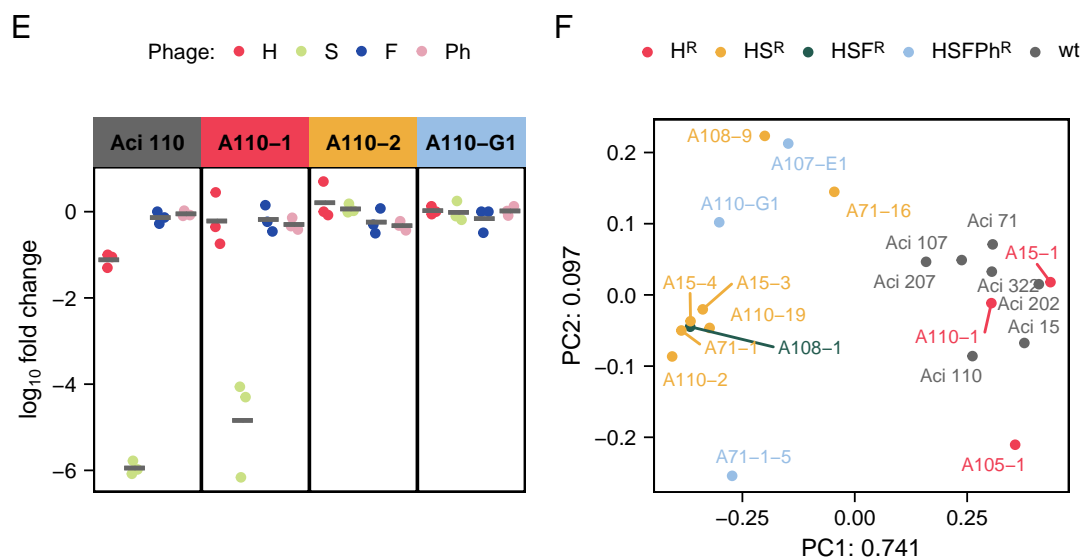 E
Phage: H S F Ph
Aci 110 A110−1 A110−2 A110−G1
0
−2
−4
−6
log10 fold change
F
H^R HS^R HSF^R HSFPh^R wt
A108−9
A107−E1
A110−G1
A71−16
Aci 71
Aci 107
A15−1
Aci 207
Aci 322
A15−4
A15−3
Aci 202
A110−19
Aci 15
A71−1
A108−1
A110−1
A110−2
Aci 110
A71−1−5
A105−1
0.2
0.1
0.0
−0.1
−0.2
PC2: 0.097
−0.25 0.00 0.25
PC1: 0.741